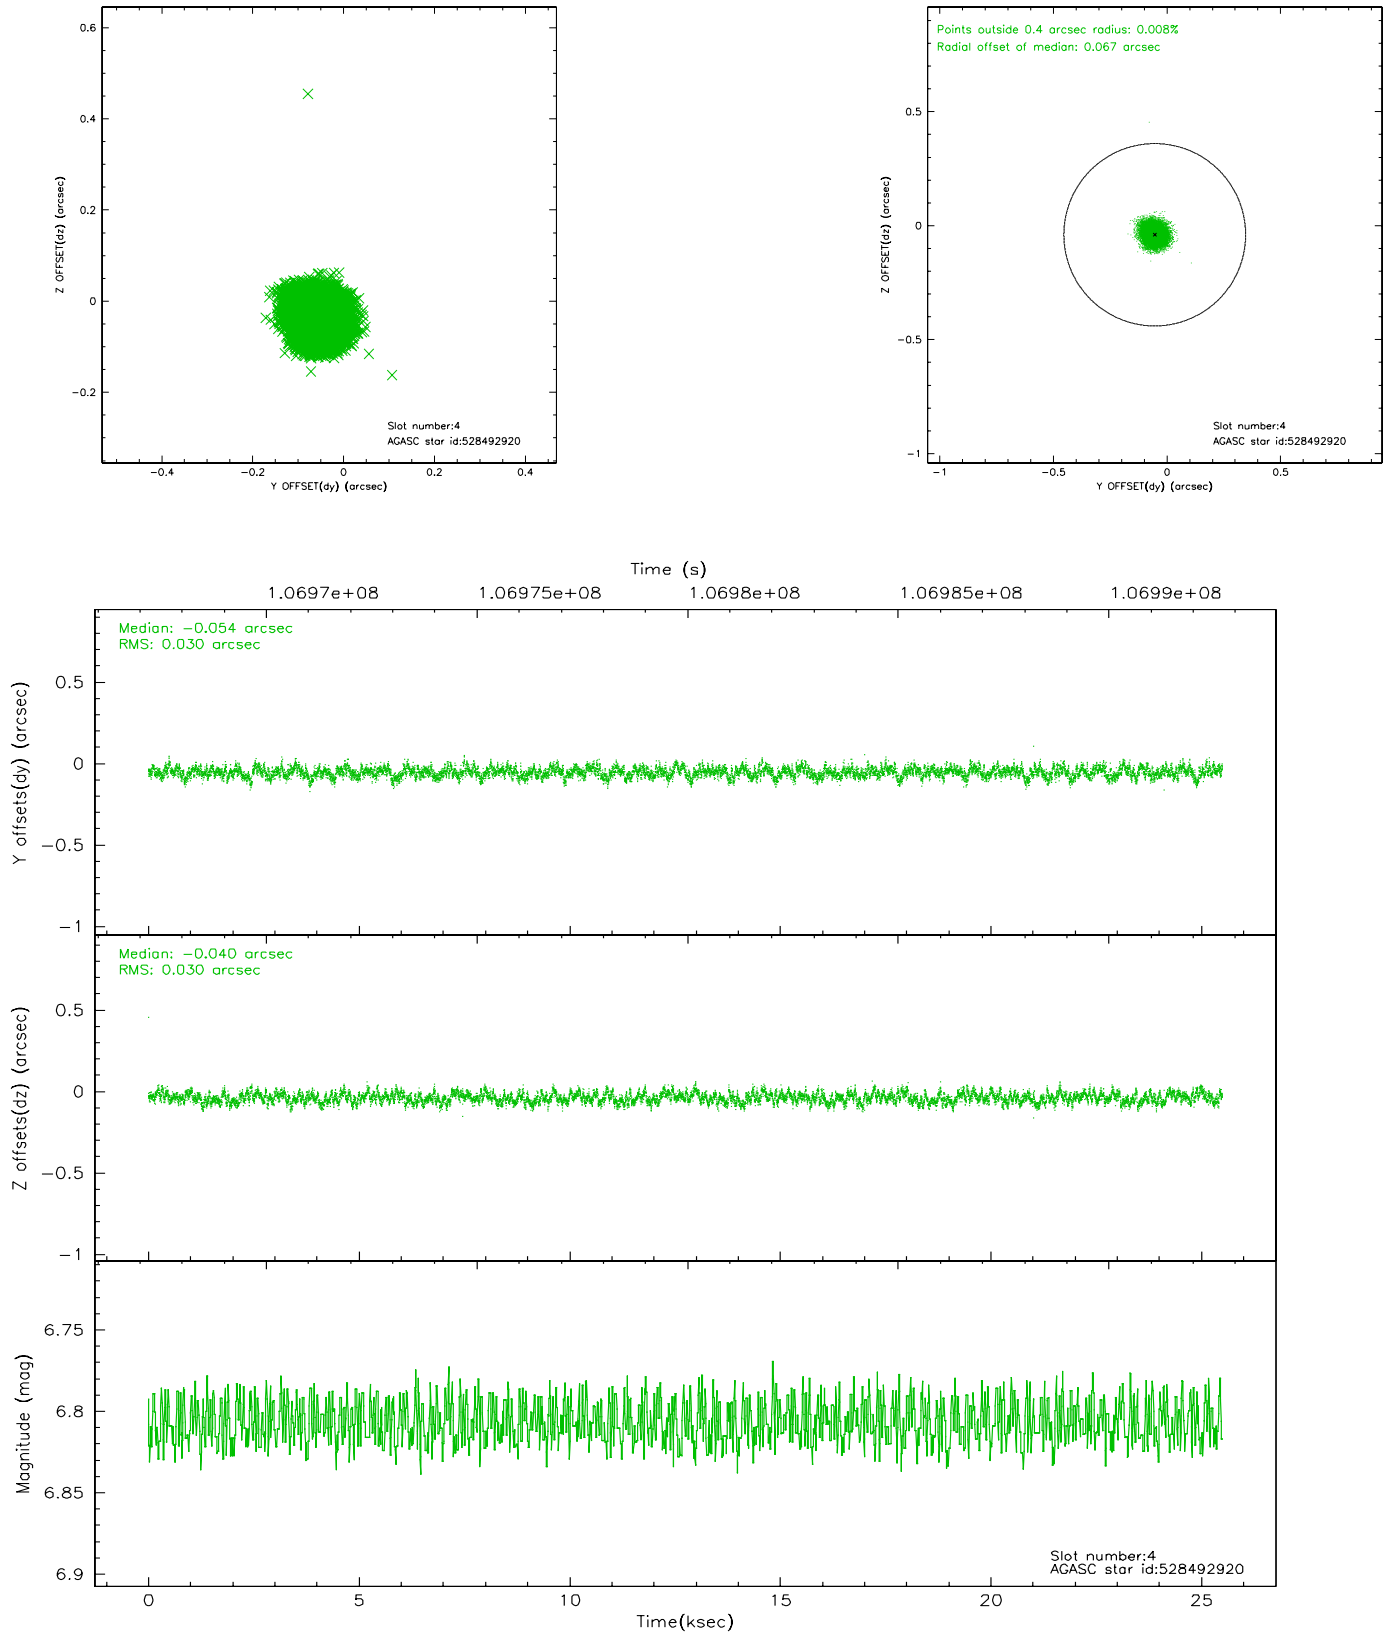 0.6
0.4
0.2
0
−0.2
Z OFFSET(dz) (arcsec)
Slot number:4
AGASC star id:528492920
−0.4 −0.2 0 0.2 0.4
Y OFFSET(dy) (arcsec)
Points outside 0.4 arcsec radius: 0.008%
Radial offset of median: 0.067 arcsec
0.5
0
−0.5
−1
Z OFFSET(dz) (arcsec)
Slot number:4
AGASC star id:528492920
−1 −0.5 0 0.5
Y OFFSET(dy) (arcsec)
Time (s)
1.0697e+08 1.06975e+08 1.0698e+08 1.06985e+08 1.0699e+08
Median: −0.054 arcsec
RMS: 0.030 arcsec
0.5
0
−0.5
−1
Y offsets(dy) (arcsec)
Median: −0.040 arcsec
RMS: 0.030 arcsec
0.5
0
−0.5
−1
Z offsets(dz) (arcsec)
6.75
6.8
6.85
6.9
Magnitude (mag)
Slot number:4
AGASC star id:528492920
0 5 10 15 20 25
Time(ksec)